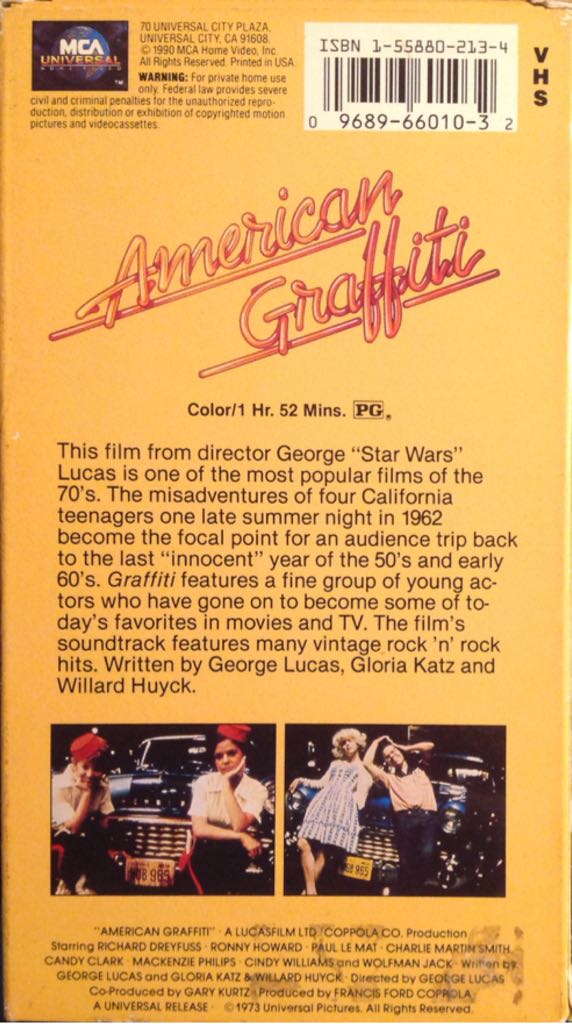 MCA
UNIVERSAL
HOME VIDEO
TM
70 UNIVERSAL CITY PLAZA,
UNIVERSAL CITY, CA 91608.
© 1990 MCA Home Video, Inc.
All Rights Reserved. Printed in USA.
WARNING: For private home use
only. Federal law provides severe
civil and criminal penalties for the unauthorized repro-
duction, distribution or exhibition of copyrighted motion
pictures and videocassettes.
ISBN 1-55880-213-4
0 9689-66010-3 2
VHS
American
Graffiti
Color/1 Hr. 52 Mins. PG®
This film from director George "Star Wars"
Lucas is one of the most popular films of the
70's. The misadventures of four California
teenagers one late summer night in 1962
become the focal point for an audience trip back
to the last "innocent" year of the 50's and early
60's. Graffiti features a fine group of young ac-
tors who have gone on to become some of to-
day's favorites in movies and TV. The film's
soundtrack features many vintage rock 'n' rock
hits. Written by George Lucas, Gloria Katz and
Willard Huyck.
"AMERICAN GRAFFITI" · A LUCASFILM LTD./COPPOLA CO. Production
Starring RICHARD DREYFUSS · RONNY HOWARD · PAUL LE MAT · CHARLIE MARTIN SMITH
CANDY CLARK · MACKENZIE PHILIPS · CINDY WILLIAMS and WOLFMAN JACK · Written by
GEORGE LUCAS and GLORIA KATZ & WILLARD HUYCK · Directed by GEORGE LUCAS
Co-Produced by GARY KURTZ · Produced by FRANCIS FORD COPPOLA
A UNIVERSAL RELEASE · ©1973 Universal Pictures. All Rights Reserved.